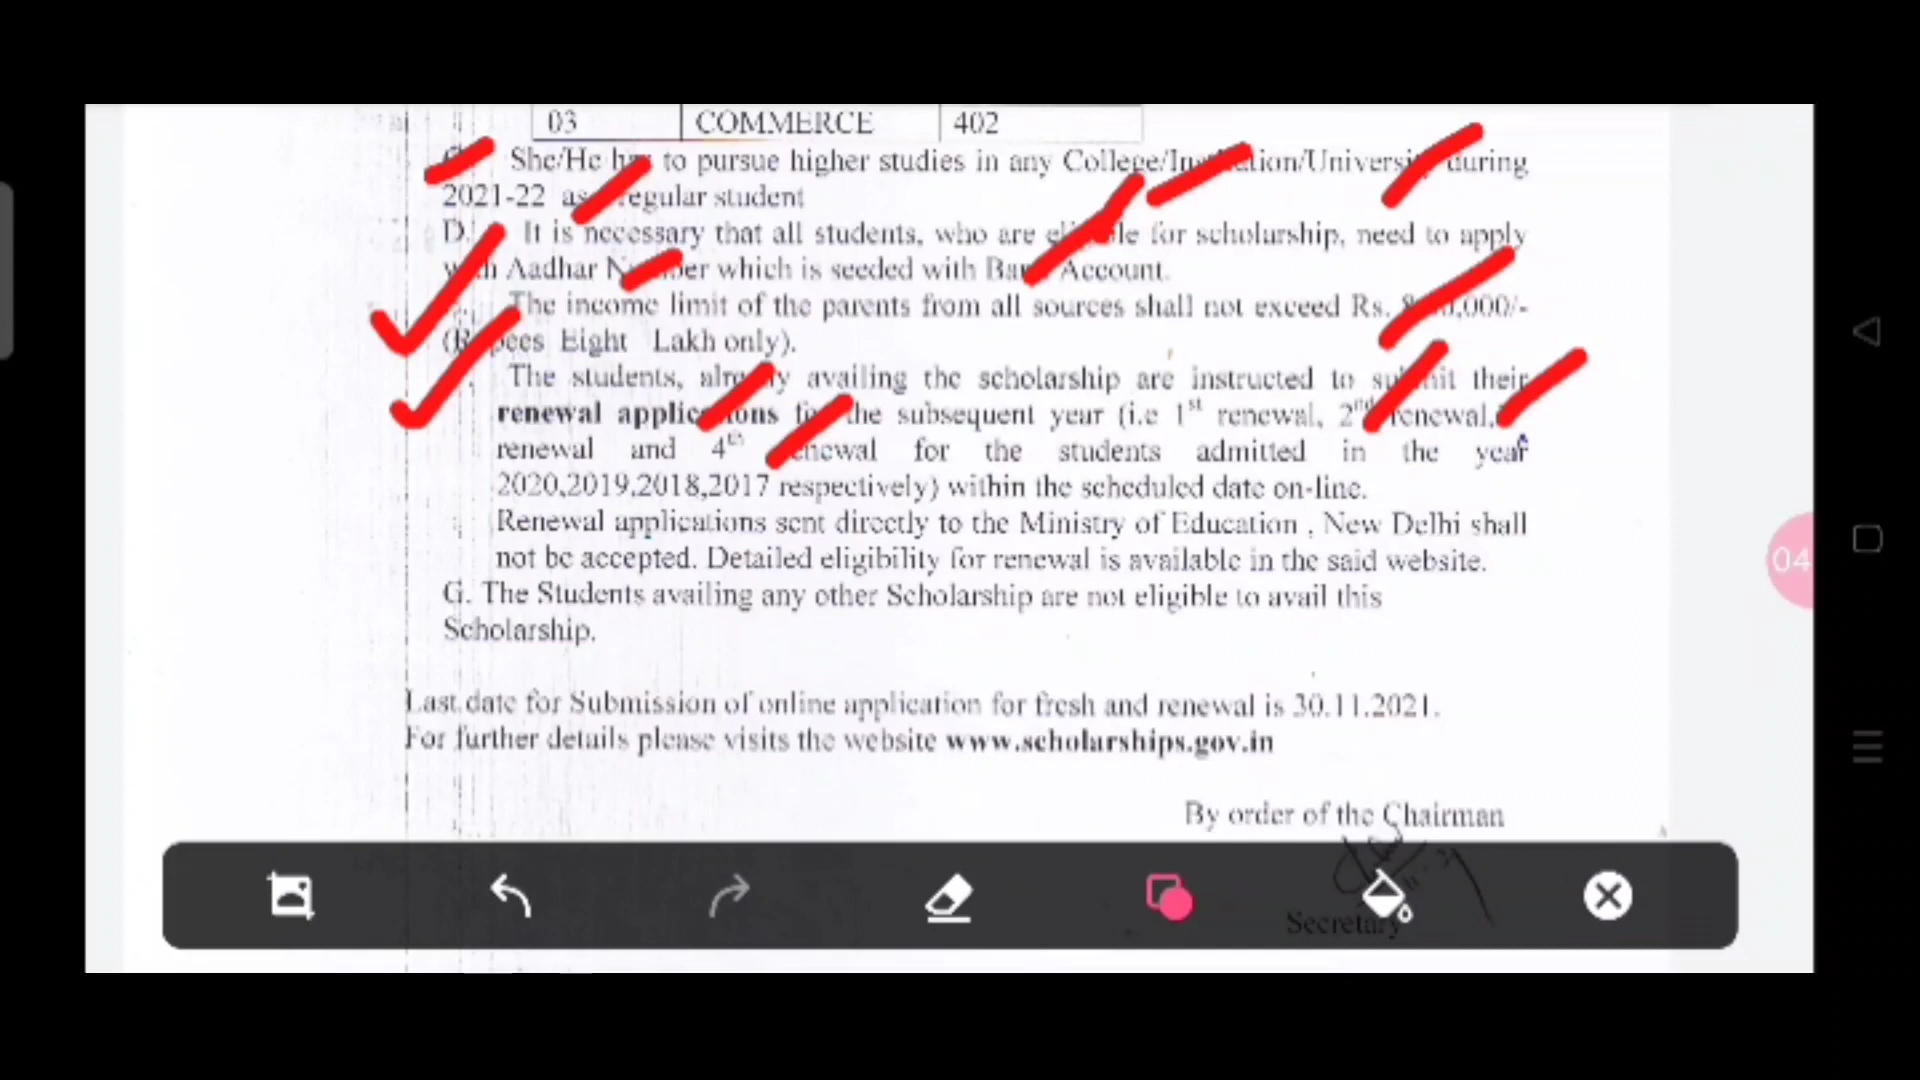 03 COMMERCE 402
She/He to pursue higher studies in any College/Institution/University during
2021-22 as regular student
D. It is necessary that all students, who are eligible for scholarship, need to apply
with Aadhar Number which is seeded with Bank Account.
The income limit of the parents from all sources shall not exceed Rs. ,000/-
(Rupees Eight Lakh only).
The students, already availing the scholarship are instructed to submit their
renewal applications for the subsequent year (i.e 1st renewal, 2nd renewal,
renewal and 4th renewal for the students admitted in the year
2020,2019,2018,2017 respectively) within the scheduled date on-line.
Renewal applications sent directly to the Ministry of Education , New Delhi shall
not be accepted. Detailed eligibility for renewal is available in the said website.
G. The Students availing any other Scholarship are not eligible to avail this
Scholarship.
Last date for Submission of online application for fresh and renewal is 30.11.2021.
For further details please visits the website www.scholarships.gov.in
By order of the Chairman
Secretary
04